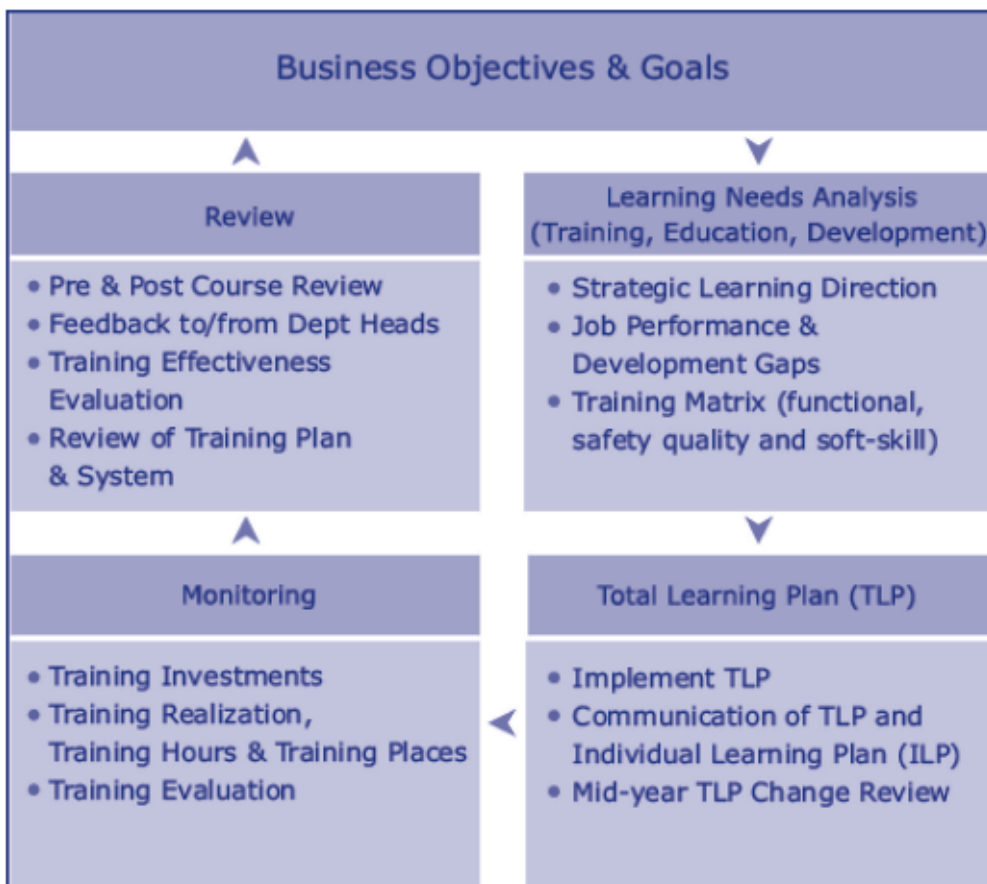 Business Objectives & Goals
Review
• Pre & Post Course Review
• Feedback to/from Dept Heads
• Training Effectiveness
Evaluation
• Review of Training Plan
& System
Learning Needs Analysis
(Training, Education, Development)
• Strategic Learning Direction
• Job Performance &
Development Gaps
• Training Matrix (functional,
safety quality and soft-skill)
Monitoring
• Training Investments
• Training Realization,
Training Hours & Training Places
• Training Evaluation
Total Learning Plan (TLP)
• Implement TLP
• Communication of TLP and
Individual Learning Plan (ILP)
• Mid-year TLP Change Review